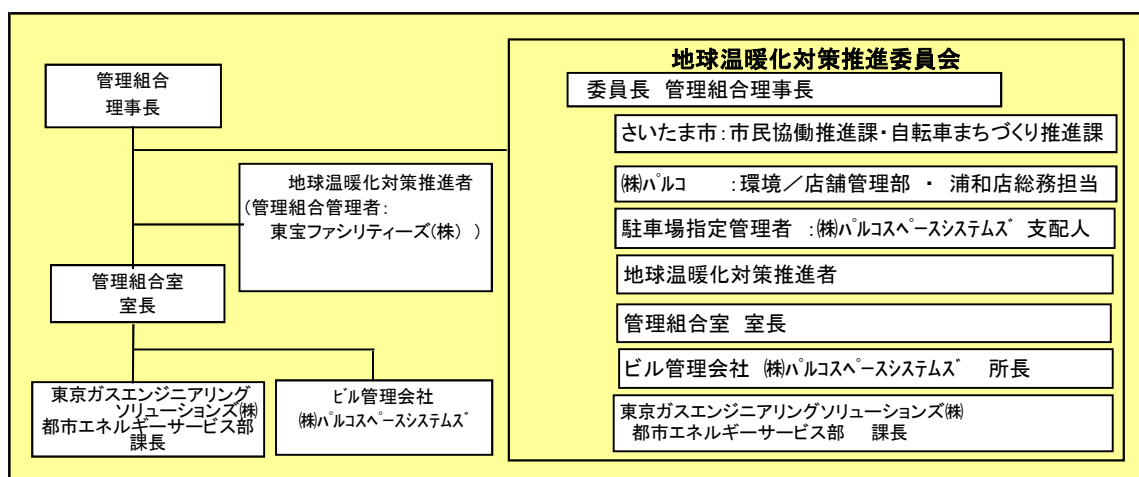 管理組合
理事長
地球温暖化対策推進者
(管理組合管理者:
東宝ファシリティーズ(株) )
管理組合室
室長
東京ガスエンジニアリング
ソリューションズ㈱
都市エネルギーサービス部
課長
ビル管理会社
㈱パルコスペースシステムズ
地球温暖化対策推進委員会
委員長 管理組合理事長
さいたま市:市民協働推進課・自転車まちづくり推進課
㈱パルコ :環境/店舗管理部 ・ 浦和店総務担当
駐車場指定管理者 :㈱パルコスペースシステムズ 支配人
地球温暖化対策推進者
管理組合室 室長
ビル管理会社 ㈱パルコスペースシステムズ 所長
東京ガスエンジニアリングソリューションズ㈱
都市エネルギーサービス部 課長